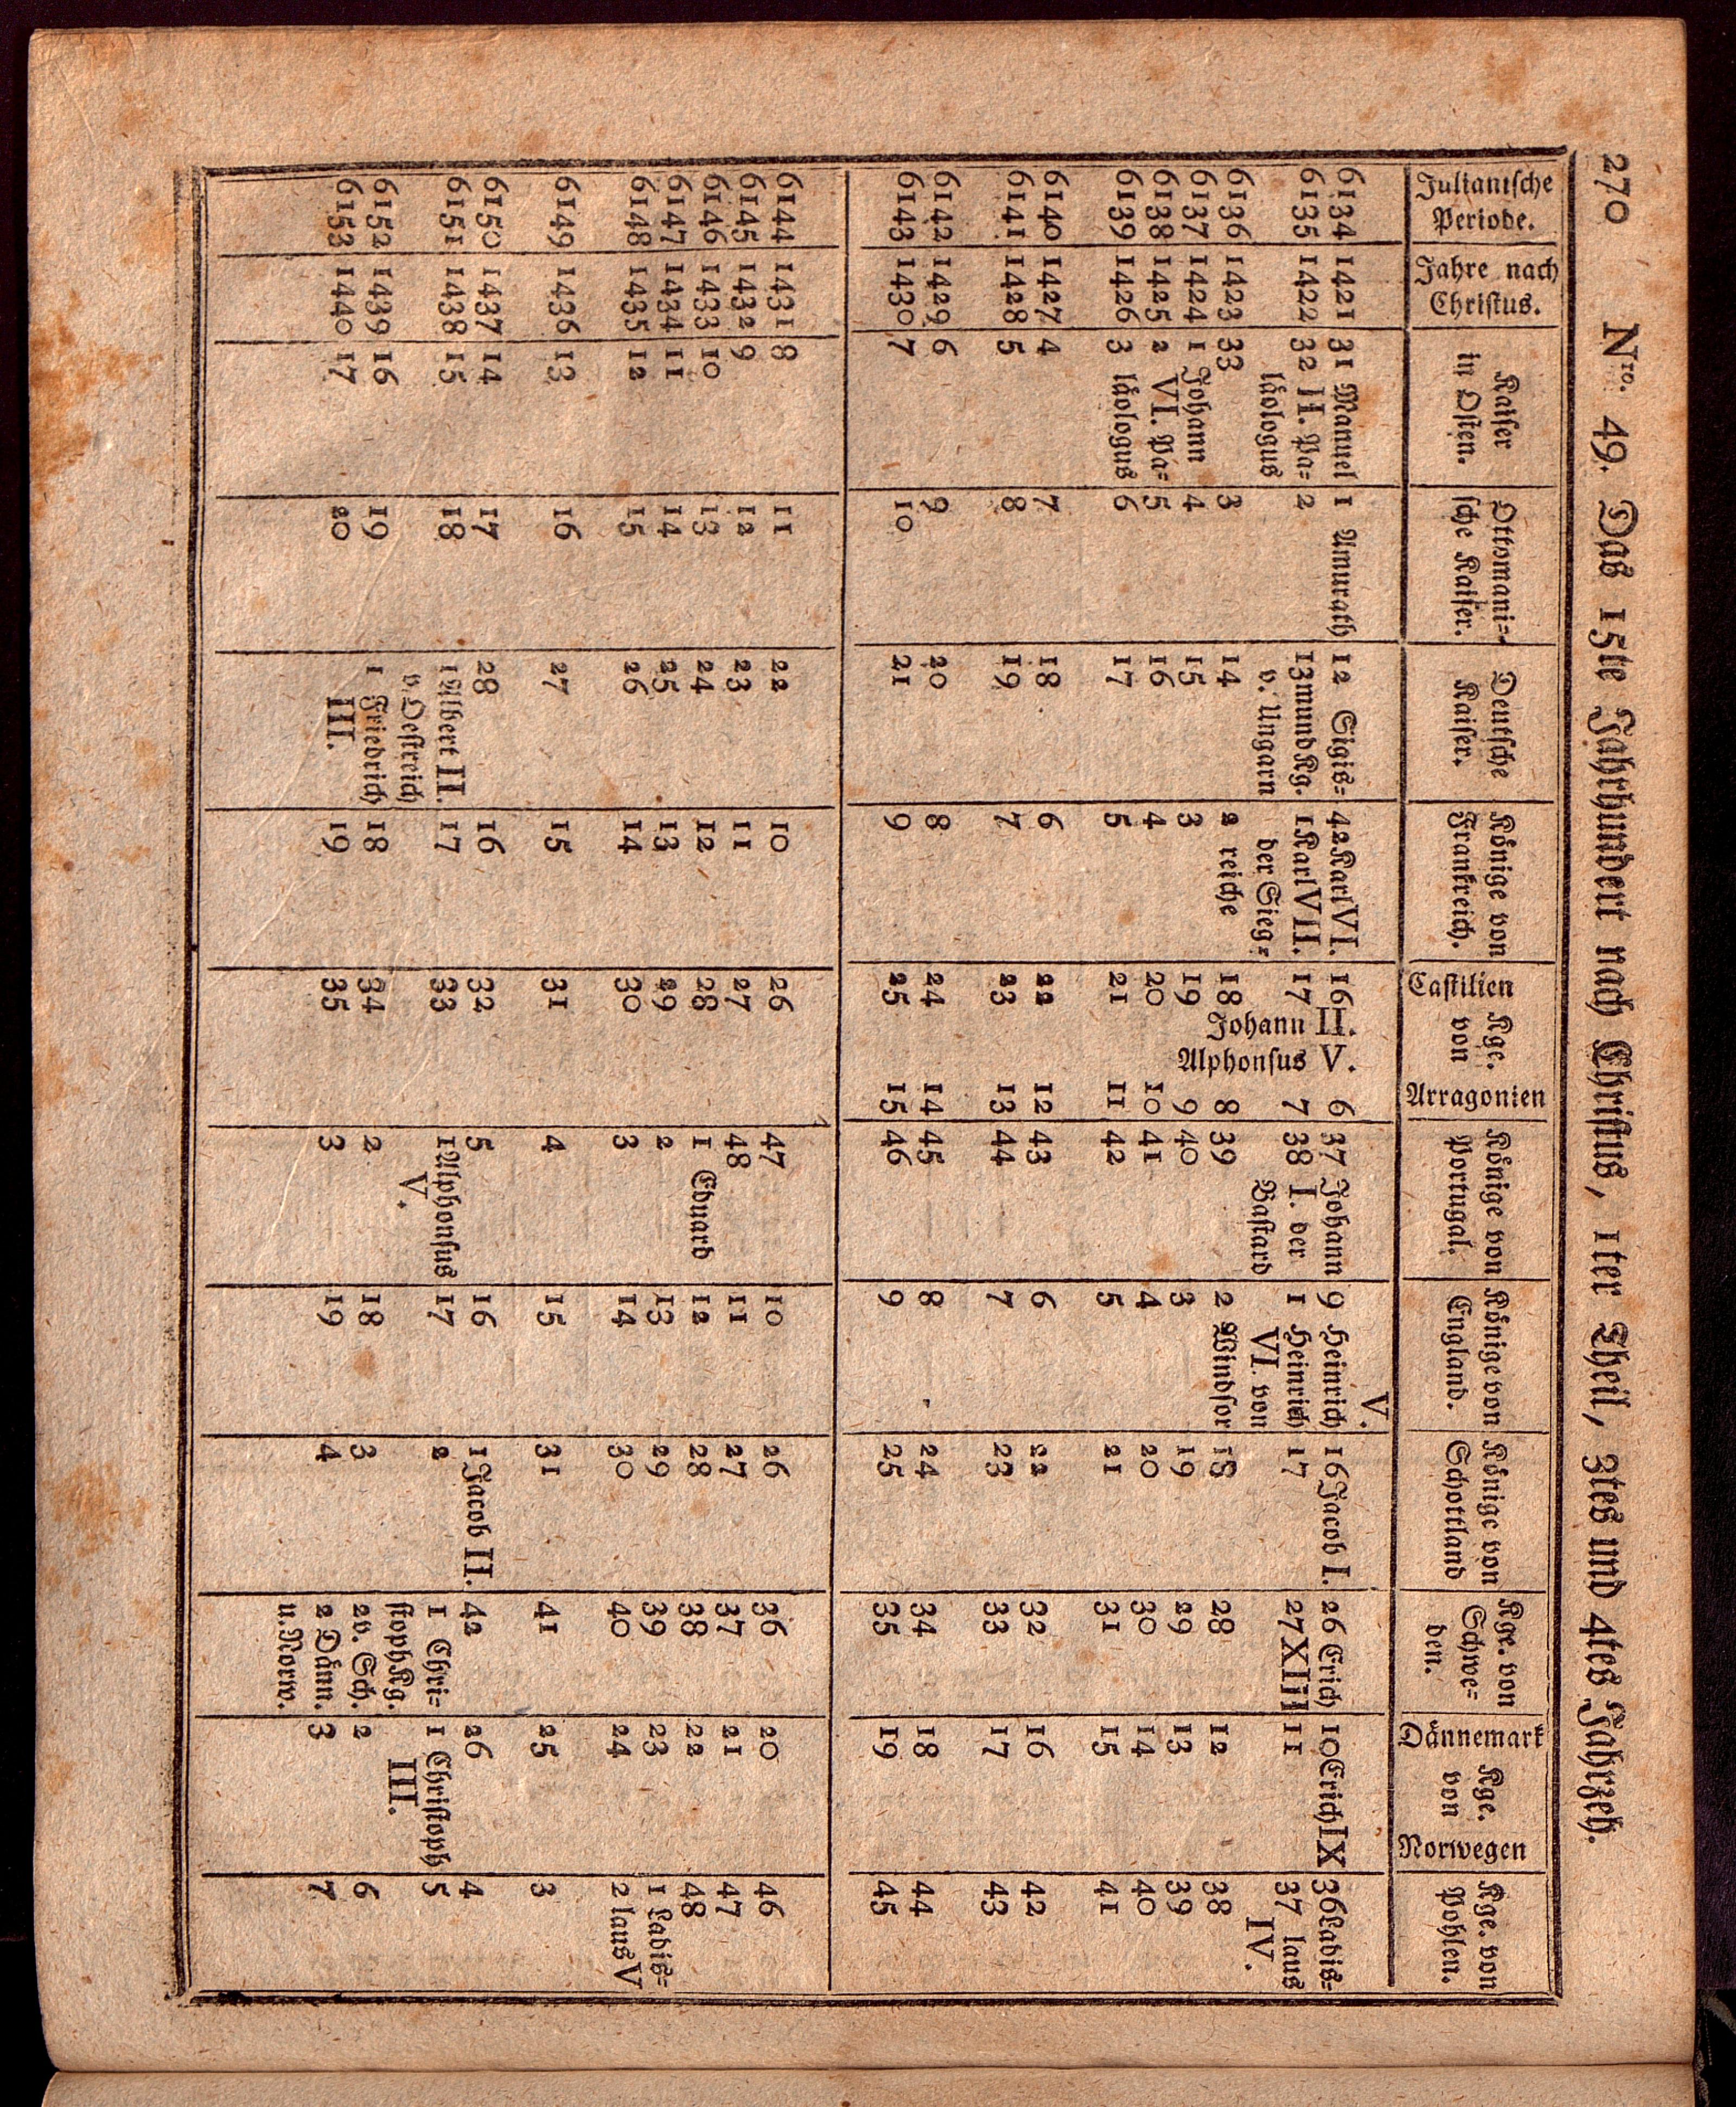 270 Nro. 49. Das 15te Jahrhundert nach Christus, 1ter Theil, 3tes und 4tes Jahrzeh.
Julianische Periode.
Jahre nach Christus.
Kaiser in Osten.
Ottomani=sche Kaiser.
Deutsche Kaiser.
Könige von Frankreich.
Castilien Kge. von Arragonien
Könige von Portugal.
Könige von England.
Könige von Schottland
Kge. von Schwe=den.
Dännemark Kge. von Norwegen
Kge. von Pohlen.
V.
6134 1421 31 Manuel 1 Amurath 12 Sigis= 42 Karl VI. 16 Johann II. Alphonsus V. 6 37 Johann 9 Heinrich 16 Jacob I. 26 Erich 10 Erich IX 36 Ladis=
6135 1422 32 II. Pa= 2 13 mund Kg. 1 Karl VII. 17 7 38 I. der 1 Heinrich 17 27 XIII 11 37 laus
läologus v. Ungarn der Sieg= Bastard VI. von IV.
6136 1423 33 3 14 2 reiche 18 8 39 2 Windsor 18 28 12 38
6137 1424 1 Johann 4 15 3 19 9 40 3 19 29 13 39
6138 1425 2 VI. Pa= 5 16 4 20 10 41 4 20 30 14 40
6139 1426 3 läologus 6 17 5 21 11 42 5 21 31 15 41
6140 1427 4 7 18 6 22 12 43 6 22 32 16 42
6141 1428 5 8 19 7 23 13 44 7 23 33 17 43
6142 1429 6 9 20 8 24 14 45 8 24 34 18 44
6143 1430 7 10 21 9 25 15 46 9 25 35 19 45
6144 1431 8 11 22 10 26 47 10 26 36 20 46
6145 1432 9 12 23 11 27 48 11 27 37 21 47
6146 1433 10 13 24 12 28 1 Eduard 12 28 38 22 48
6147 1434 11 14 25 13 29 2 13 29 39 23 1 Ladis=
6148 1435 12 15 26 14 30 3 14 30 40 24 2 laus V
6149 1436 13 16 27 15 31 4 15 31 41 25 3
6150 1437 14 17 28 16 32 5 16 1 Jacob II. 42 26 4
6151 1438 15 18 1 Albert II. 17 33 1 Alphonsus 17 2 1 Chri= 1 Christoph 5
v. Oestreich V. stoph Kg. III.
6152 1439 16 19 1 Friedrich 18 34 2 18 3 2 v. Sch. 2 6
6153 1440 17 20 III. 19 35 3 19 4 2 Dänn. 3 7
u. Norw.